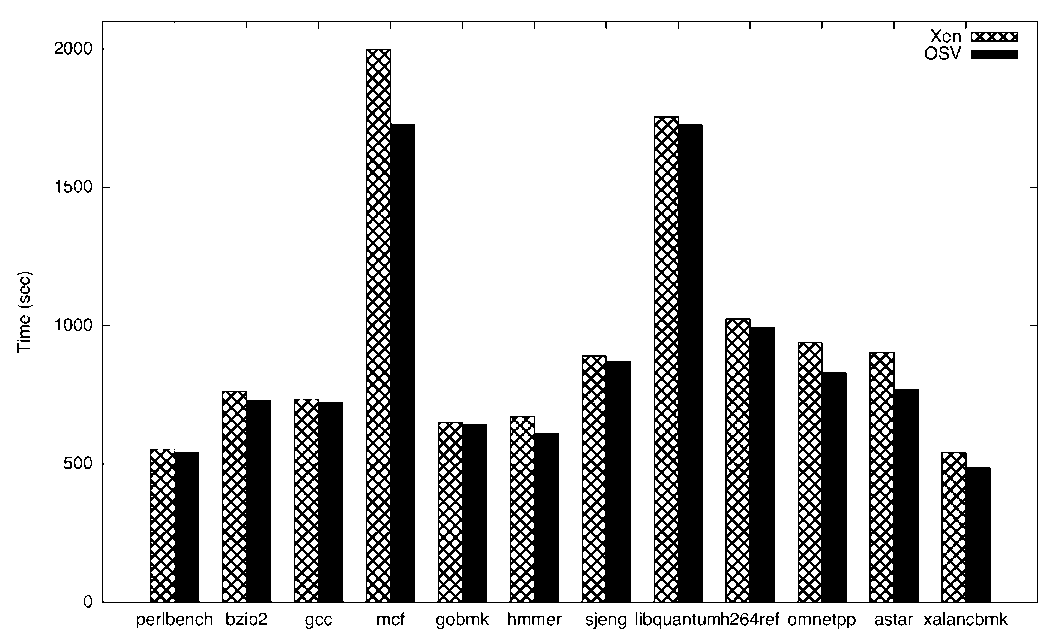 2000
1500
1000
500
0
Time (sec)
Xen
OSV
perlbench bzip2 gcc mcf gobmk hmmer sjeng libquantum h264ref omnetpp astar xalancbmk